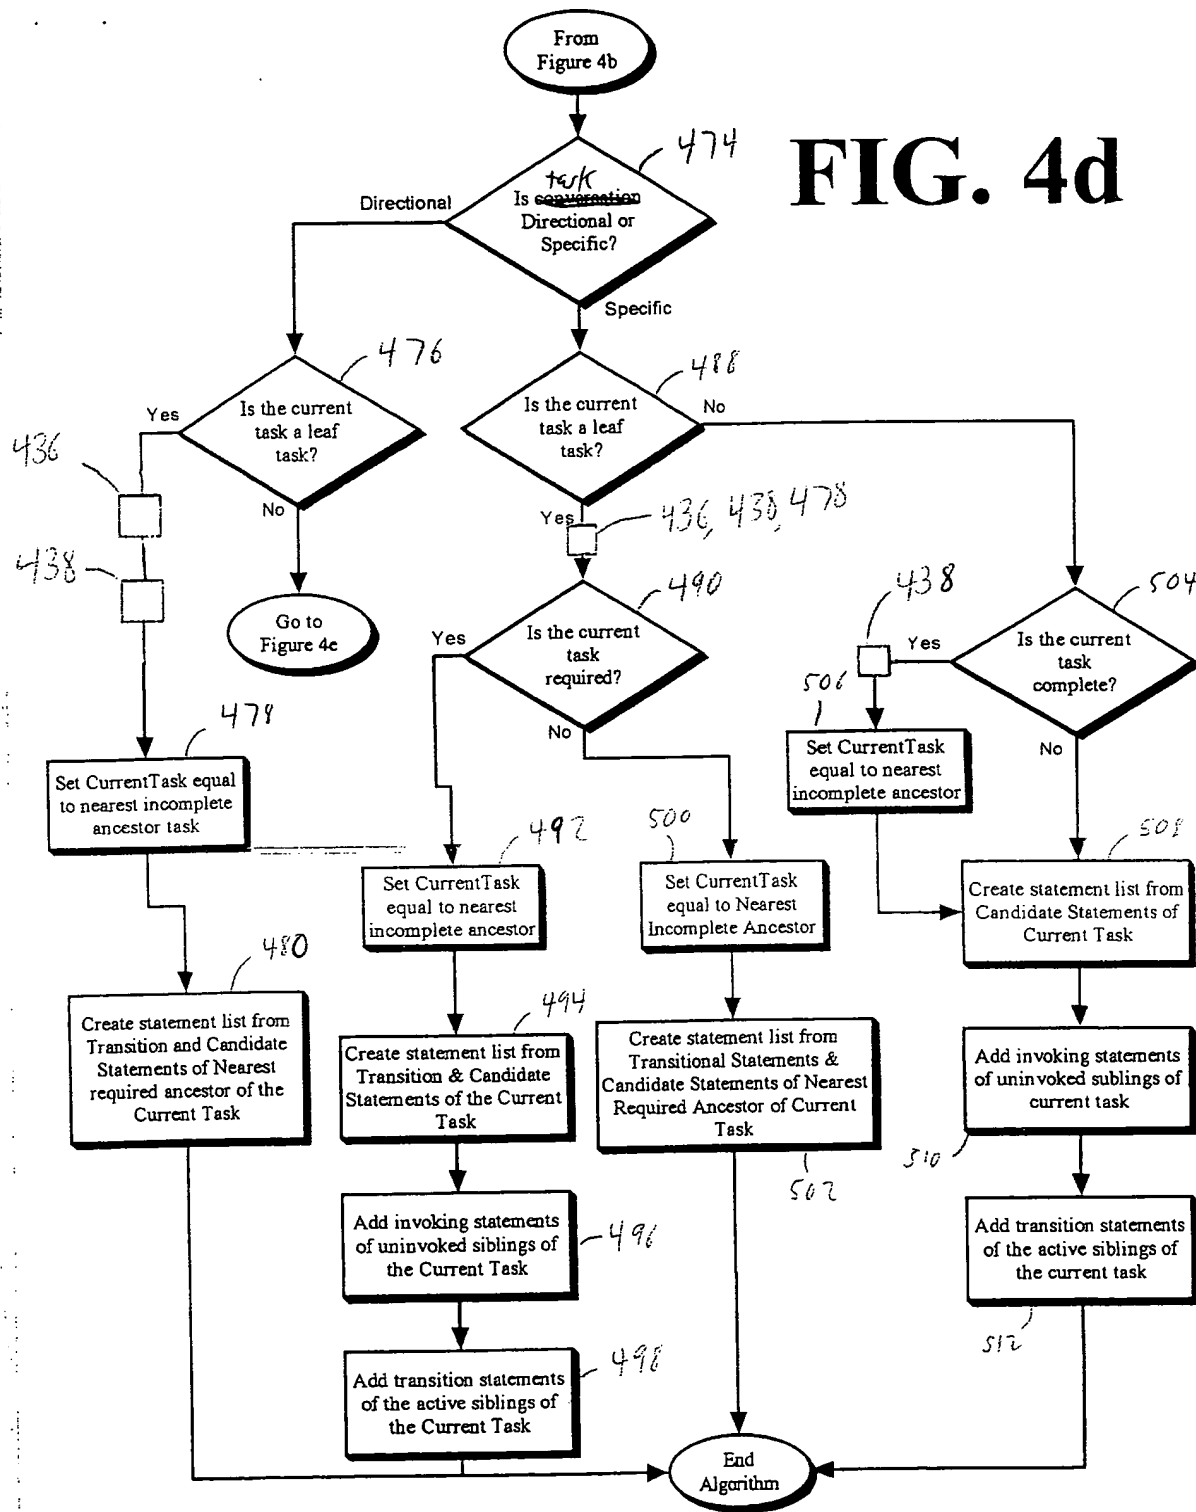 From
Figure 4b
FIG. 4d
474
task
Is conversation
Directional or
Specific?
Directional
Specific
476
Is the current
task a leaf
task?
Yes
No
488
Is the current
task a leaf
task?
No
Yes
436
438
436, 438, 478
Go to
Figure 4e
490
Is the current
task
required?
Yes
No
438
504
Is the current
task
complete?
Yes
No
506
Set CurrentTask
equal to nearest
incomplete ancestor
478
Set CurrentTask equal
to nearest incomplete
ancestor task
492
Set CurrentTask
equal to nearest
incomplete ancestor
500
Set CurrentTask
equal to Nearest
Incomplete Ancestor
508
Create statement list from
Candidate Statements of
Current Task
480
Create statement list from
Transition and Candidate
Statements of Nearest
required ancestor of the
Current Task
494
Create statement list from
Transition & Candidate
Statements of the Current
Task
Create statement list from
Transitional Statements &
Candidate Statements of Nearest
Required Ancestor of Current
Task
502
Add invoking statements
of uninvoked sublings of
current task
510
Add invoking statements
of uninvoked siblings of
the Current Task
496
Add transition statements
of the active siblings of
the current task
512
Add transition statements
of the active siblings of
the Current Task
498
End
Algorithm